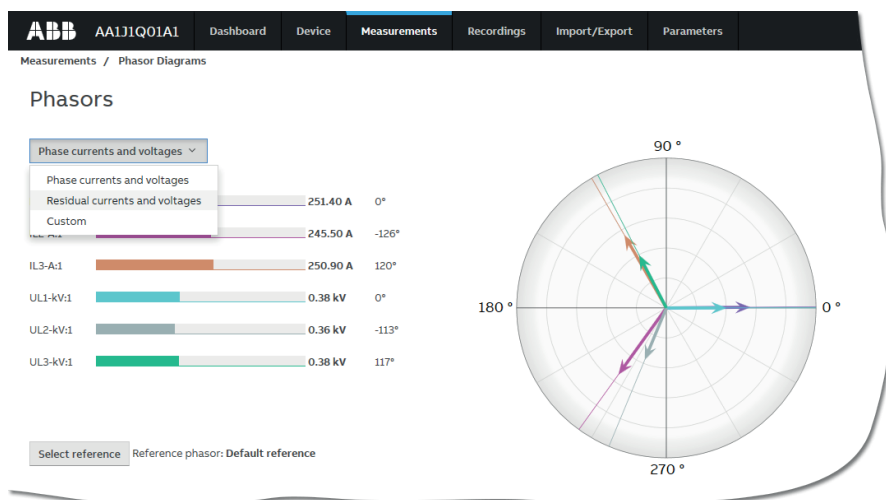 ABB AA1J1Q01A1 Dashboard Device Measurements Recordings Import/Export Parameters
Measurements / Phasor Diagrams
Phasors
Phase currents and voltages
Phase currents and voltages
Residual currents and voltages
Custom
251.40 A 0°
245.50 A -126°
IL3-A:1 250.90 A 120°
UL1-kV:1 0.38 kV 0°
UL2-kV:1 0.36 kV -113°
UL3-kV:1 0.38 kV 117°
Select reference Reference phasor: Default reference
90 °
180 °
0 °
270 °